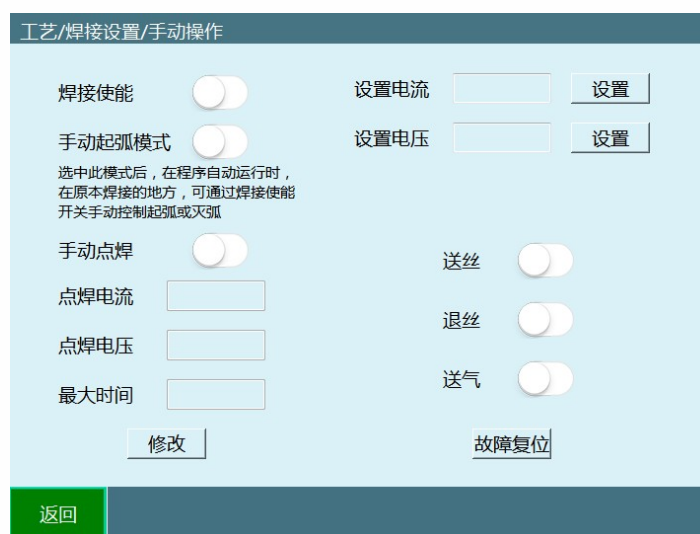 工艺/焊接设置/手动操作
焊接使能
设置电流
设置
手动起弧模式
设置电压
设置
选中此模式后，在程序自动运行时，
在原本焊接的地方，可通过焊接使能
开关手动控制起弧或灭弧
手动点焊
送丝
点焊电流
退丝
点焊电压
送气
最大时间
修改
故障复位
返回